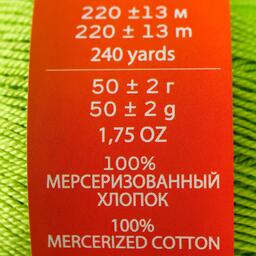 220 ±13 м
220 ± 13 m
240 yards
50 ± 2 г
50 ± 2 g
1,75 OZ
100%
МЕРСЕРИЗОВАННЫЙ
ХЛОПОК
100%
MERCERIZED COTTON